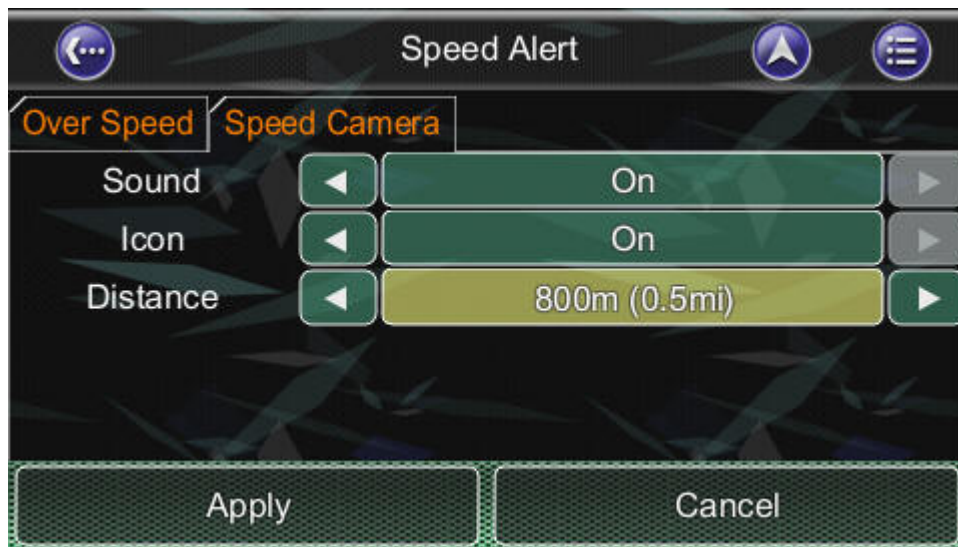 Speed Alert
Over Speed Speed Camera
Sound On
Icon On
Distance 800m (0.5mi)
Apply Cancel